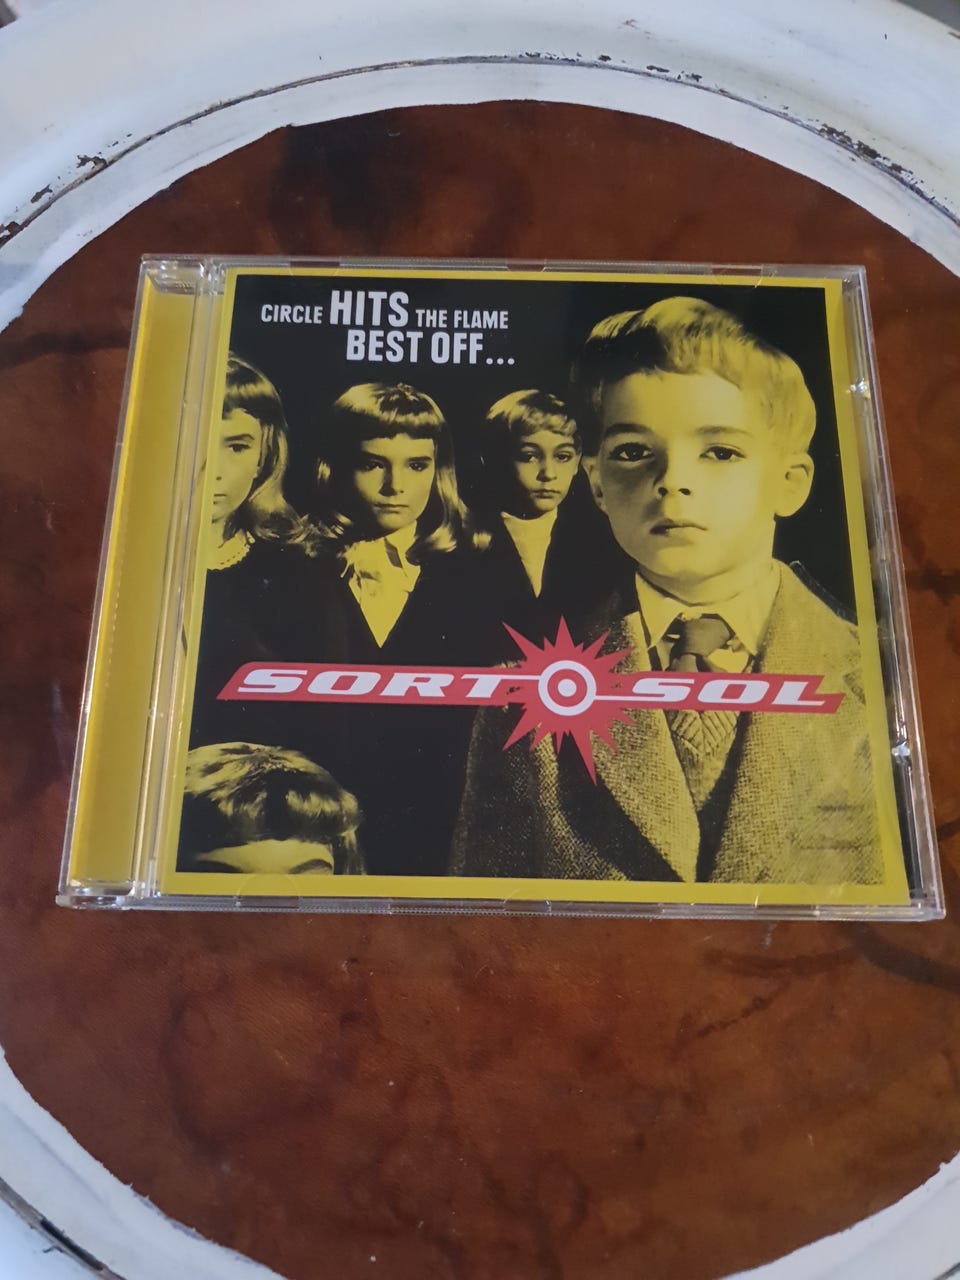 CIRCLE HITS THE FLAME
BEST OFF...
SORT SOL